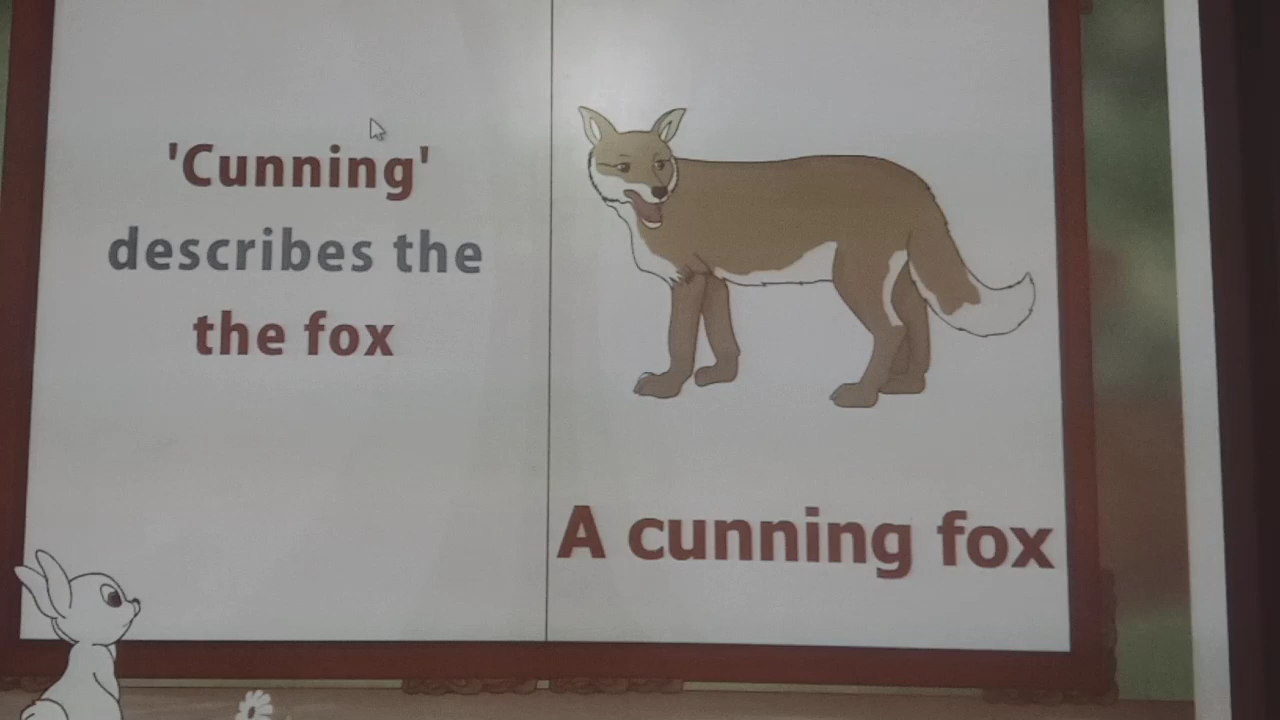 'Cunning'
describes the
the fox
A cunning fox